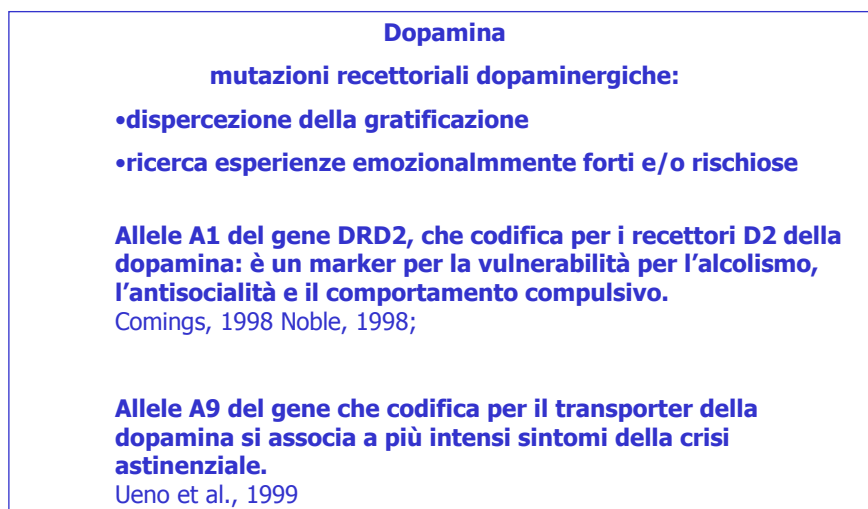 Dopamina
mutazioni recettoriali dopaminergiche:
•dispercezione della gratificazione
•ricerca esperienze emozionalmmente forti e/o rischiose
Allele A1 del gene DRD2, che codifica per i recettori D2 della
dopamina: è un marker per la vulnerabilità per l’alcolismo,
l’antisocialità e il comportamento compulsivo.
Comings, 1998 Noble, 1998;
Allele A9 del gene che codifica per il transporter della
dopamina si associa a più intensi sintomi della crisi
astinenziale.
Ueno et al., 1999